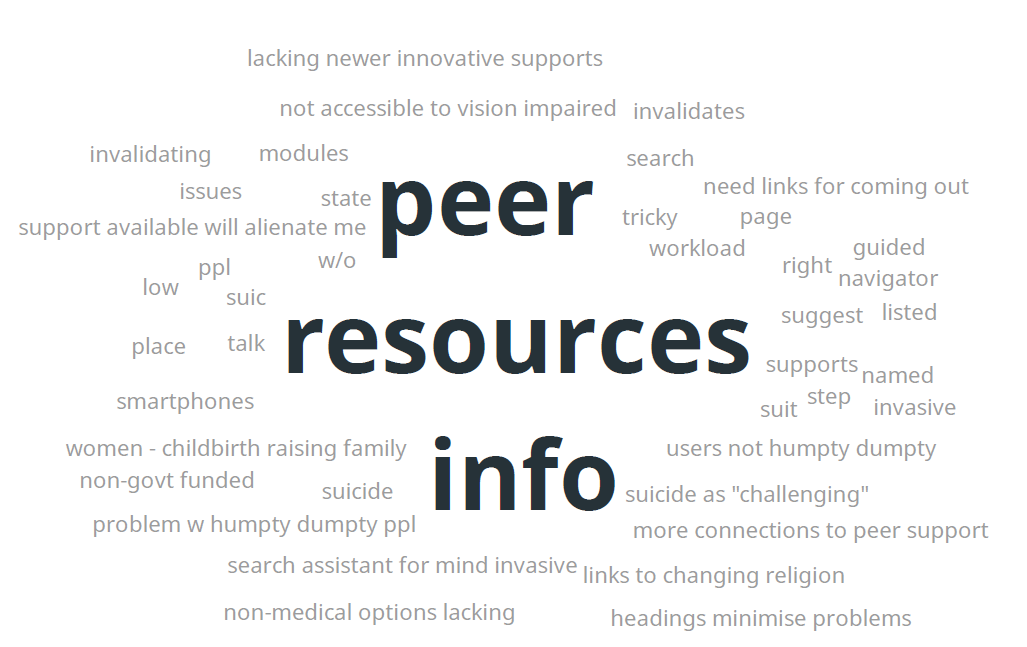 lacking newer innovative supports
not accessible to vision impaired
invalidates
invalidating
modules
search
issues
state
peer
need links for coming out
tricky
page
support available will alienate me
workload
guided
w/o
ppl
right
navigator
low
suic
resources
suggest
listed
place
talk
supports
named
smartphones
step
suit
invasive
women - childbirth raising family
info
users not humpty dumpty
non-govt funded
suicide
suicide as "challenging"
problem w humpty dumpty ppl
more connections to peer support
search assistant for mind invasive
links to changing religion
non-medical options lacking
headings minimise problems